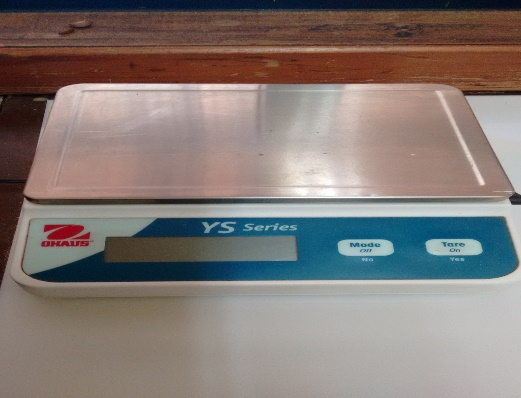 YS Series
OHAUS
Mode
Off
No
Tare
On
Yes